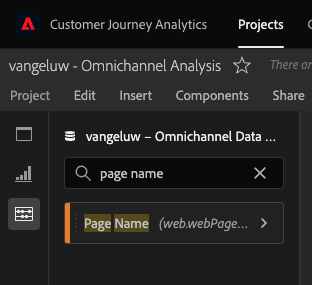 Customer Journey Analytics Projects
vangeluw - Omnichannel Analysis There ar
Project Edit Insert Components Share
vangeluw – Omnichannel Data ...
page name
Page Name (web.webPage...